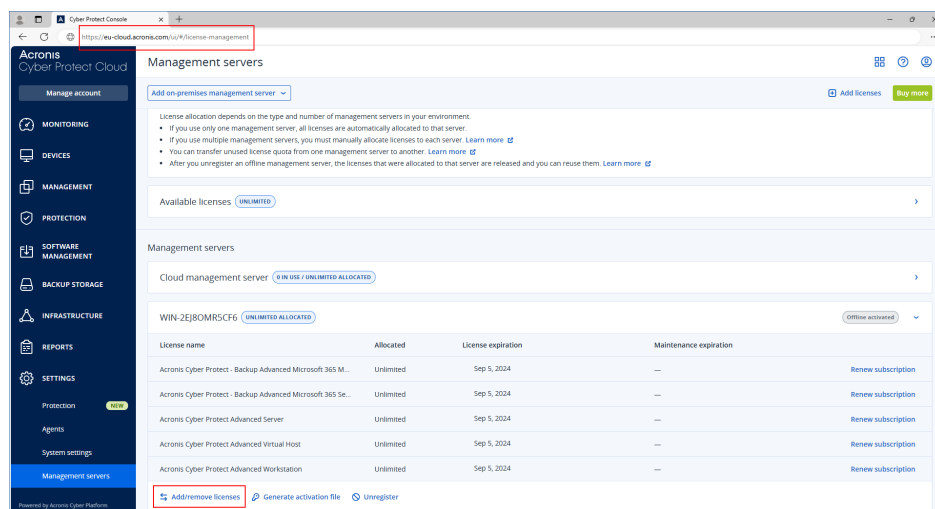 Cyber Protect Console
https://eu-cloud.acronis.com/ui/#/license-management
Acronis
Cyber Protect Cloud
Manage account
MONITORING
DEVICES
MANAGEMENT
PROTECTION
SOFTWARE
MANAGEMENT
BACKUP STORAGE
INFRASTRUCTURE
REPORTS
SETTINGS
Protection NEW
Agents
System settings
Management servers
Powered by Acronis Cyber Platform
Management servers
Add on-premises management server
Add licenses Buy more
License allocation depends on the type and number of management servers in your environment.
• If you use only one management server, all licenses are automatically allocated to that server.
• If you use multiple management servers, you must manually allocate licenses to each server. Learn more
• You can transfer unused license quota from one management server to another. Learn more
• After you unregister an offline management server, the licenses that were allocated to that server are released and you can reuse them. Learn more
Available licenses UNLIMITED
Management servers
Cloud management server 0 IN USE / UNLIMITED ALLOCATED
WIN-2EJ8OMR5CF6 UNLIMITED ALLOCATED Offline activated
License name Allocated License expiration Maintenance expiration
Acronis Cyber Protect - Backup Advanced Microsoft 365 M... Unlimited Sep 5, 2024 — Renew subscription
Acronis Cyber Protect - Backup Advanced Microsoft 365 Se... Unlimited Sep 5, 2024 — Renew subscription
Acronis Cyber Protect Advanced Server Unlimited Sep 5, 2024 — Renew subscription
Acronis Cyber Protect Advanced Virtual Host Unlimited Sep 5, 2024 — Renew subscription
Acronis Cyber Protect Advanced Workstation Unlimited Sep 5, 2024 — Renew subscription
Add/remove licenses Generate activation file Unregister